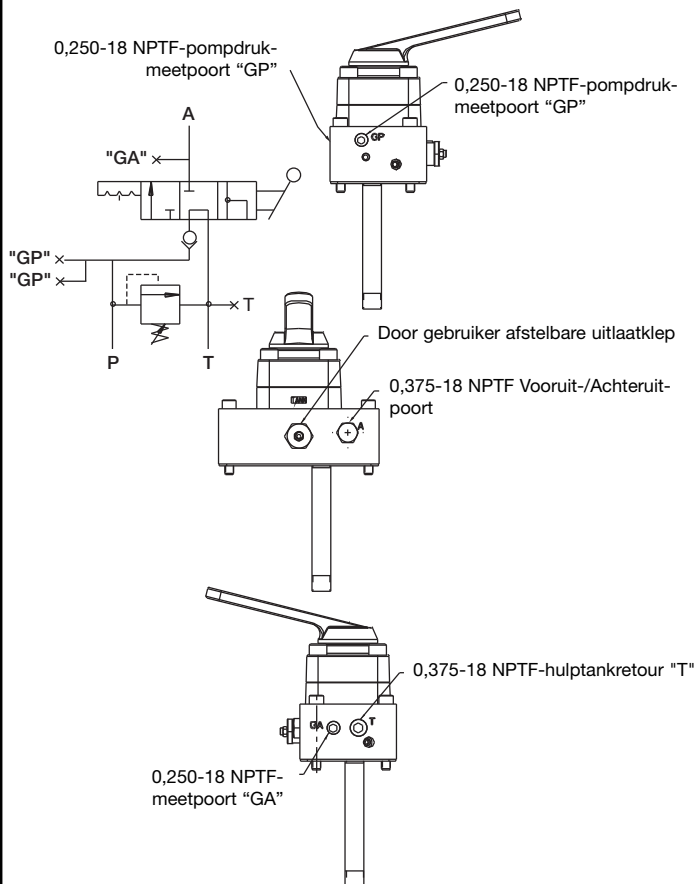 0,250-18 NPTF-pompdruk-
meetpoort “GP”
0,250-18 NPTF-pompdruk-
meetpoort “GP”
GP
A
"GA"
"GP"
"GP"
T
P
T
Door gebruiker afstelbare uitlaatklep
0,375-18 NPTF Vooruit-/Achteruit-
poort
TANK
A
0,375-18 NPTF-hulptankretour "T"
GA
T
0,250-18 NPTF-
meetpoort “GA”